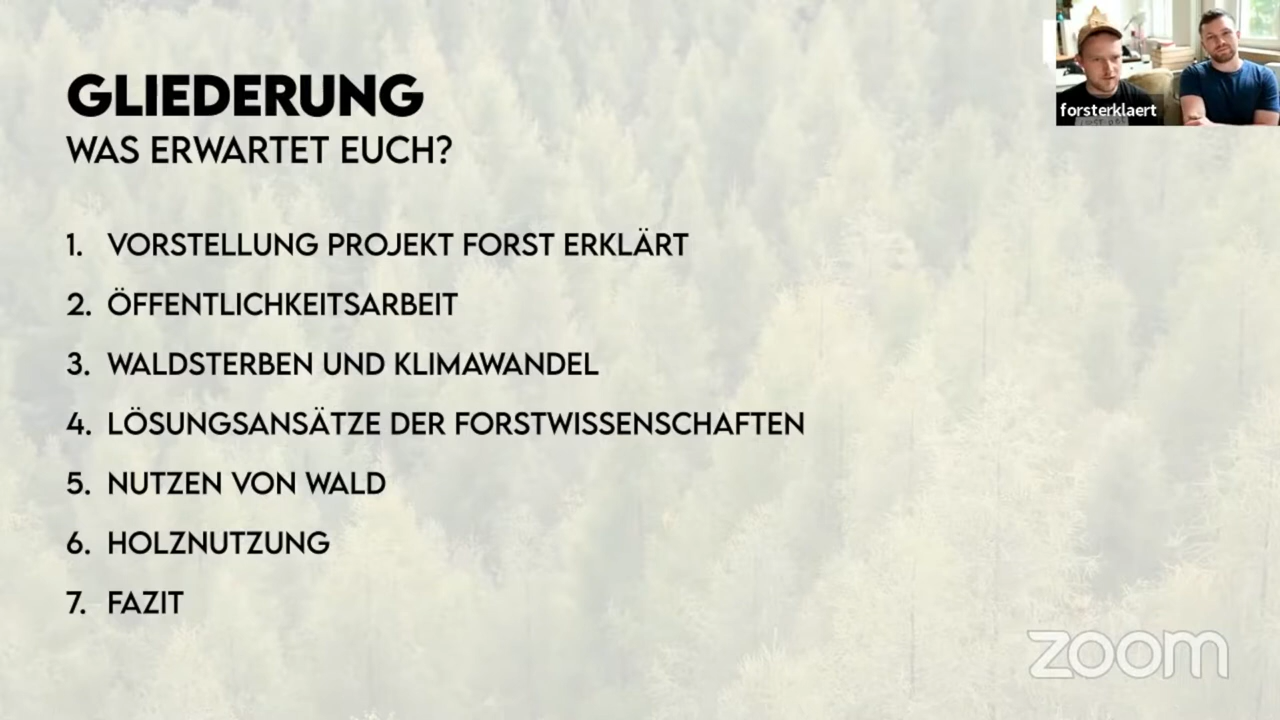 GLIEDERUNG
WAS ERWARTET EUCH?
1. VORSTELLUNG PROJEKT FORST ERKLÄRT
2. ÖFFENTLICHKEITSARBEIT
3. WALDSTERBEN UND KLIMAWANDEL
4. LÖSUNGSANSÄTZE DER FORSTWISSENSCHAFTEN
5. NUTZEN VON WALD
6. HOLZNUTZUNG
7. FAZIT
forsterklaert
zoom